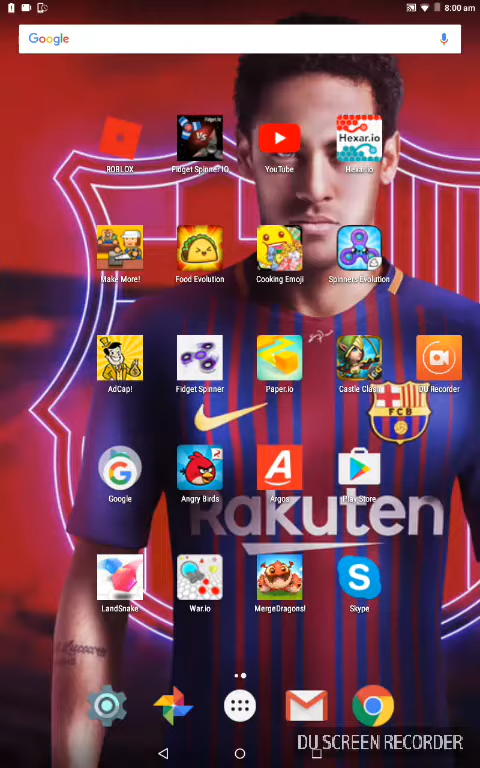 8:00 am
Google
ROBLOX
Fidget Spinner IO
YouTube
Hexar.io
Hexar.io
Make More!
Food Evolution
Cooking Emoji
Spinners Evolution
AdCap!
Fidget Spinner
Paper.io
Castle Clash
DU Recorder
FCB
Google
Angry Birds
Argos
Play Store
Rakuten
LandSnake
War.io
MergeDragons!
Skype
DU SCREEN RECORDER